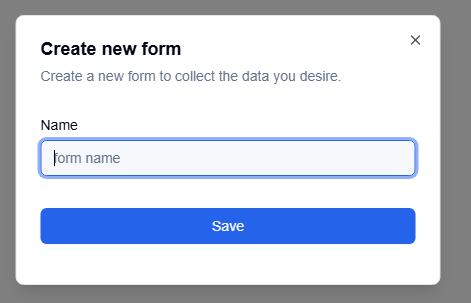 Create new form
Create a new form to collect the data you desire.
Name
form name
Save